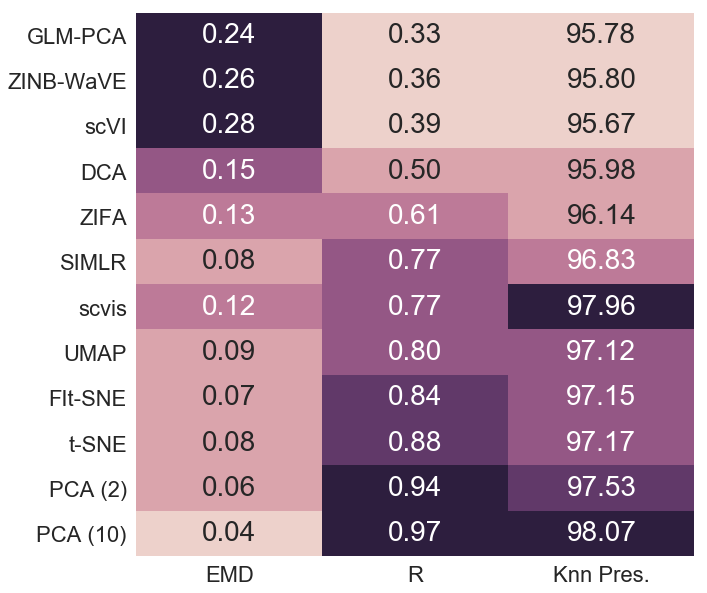 GLM-PCA 0.24 0.33 95.78
ZINB-WaVE 0.26 0.36 95.80
scVI 0.28 0.39 95.67
DCA 0.15 0.50 95.98
ZIFA 0.13 0.61 96.14
SIMLR 0.08 0.77 96.83
scvis 0.12 0.77 97.96
UMAP 0.09 0.80 97.12
FIt-SNE 0.07 0.84 97.15
t-SNE 0.08 0.88 97.17
PCA (2) 0.06 0.94 97.53
PCA (10) 0.04 0.97 98.07
EMD R Knn Pres.